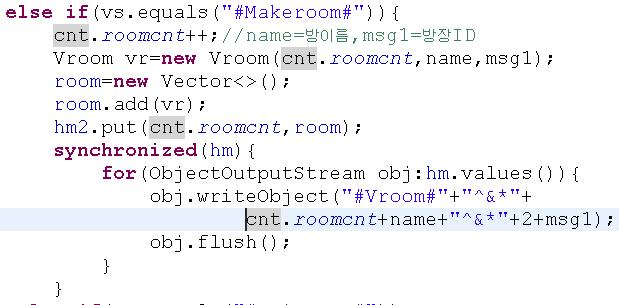 else if(vs.equals("#Makeroom#")){
cnt.roomcnt++;//name=방이름,msg1=방장ID
Vroom vr=new Vroom(cnt.roomcnt,name,msg1);
room=new Vector<>();
room.add(vr);
hm2.put(cnt.roomcnt,room);
synchronized(hm){
for(ObjectOutputStream obj:hm.values()){
obj.writeObject("#Vroom#"+"^&*"+
cnt.roomcnt+name+"^&*"+2+msg1);
obj.flush();
}
}